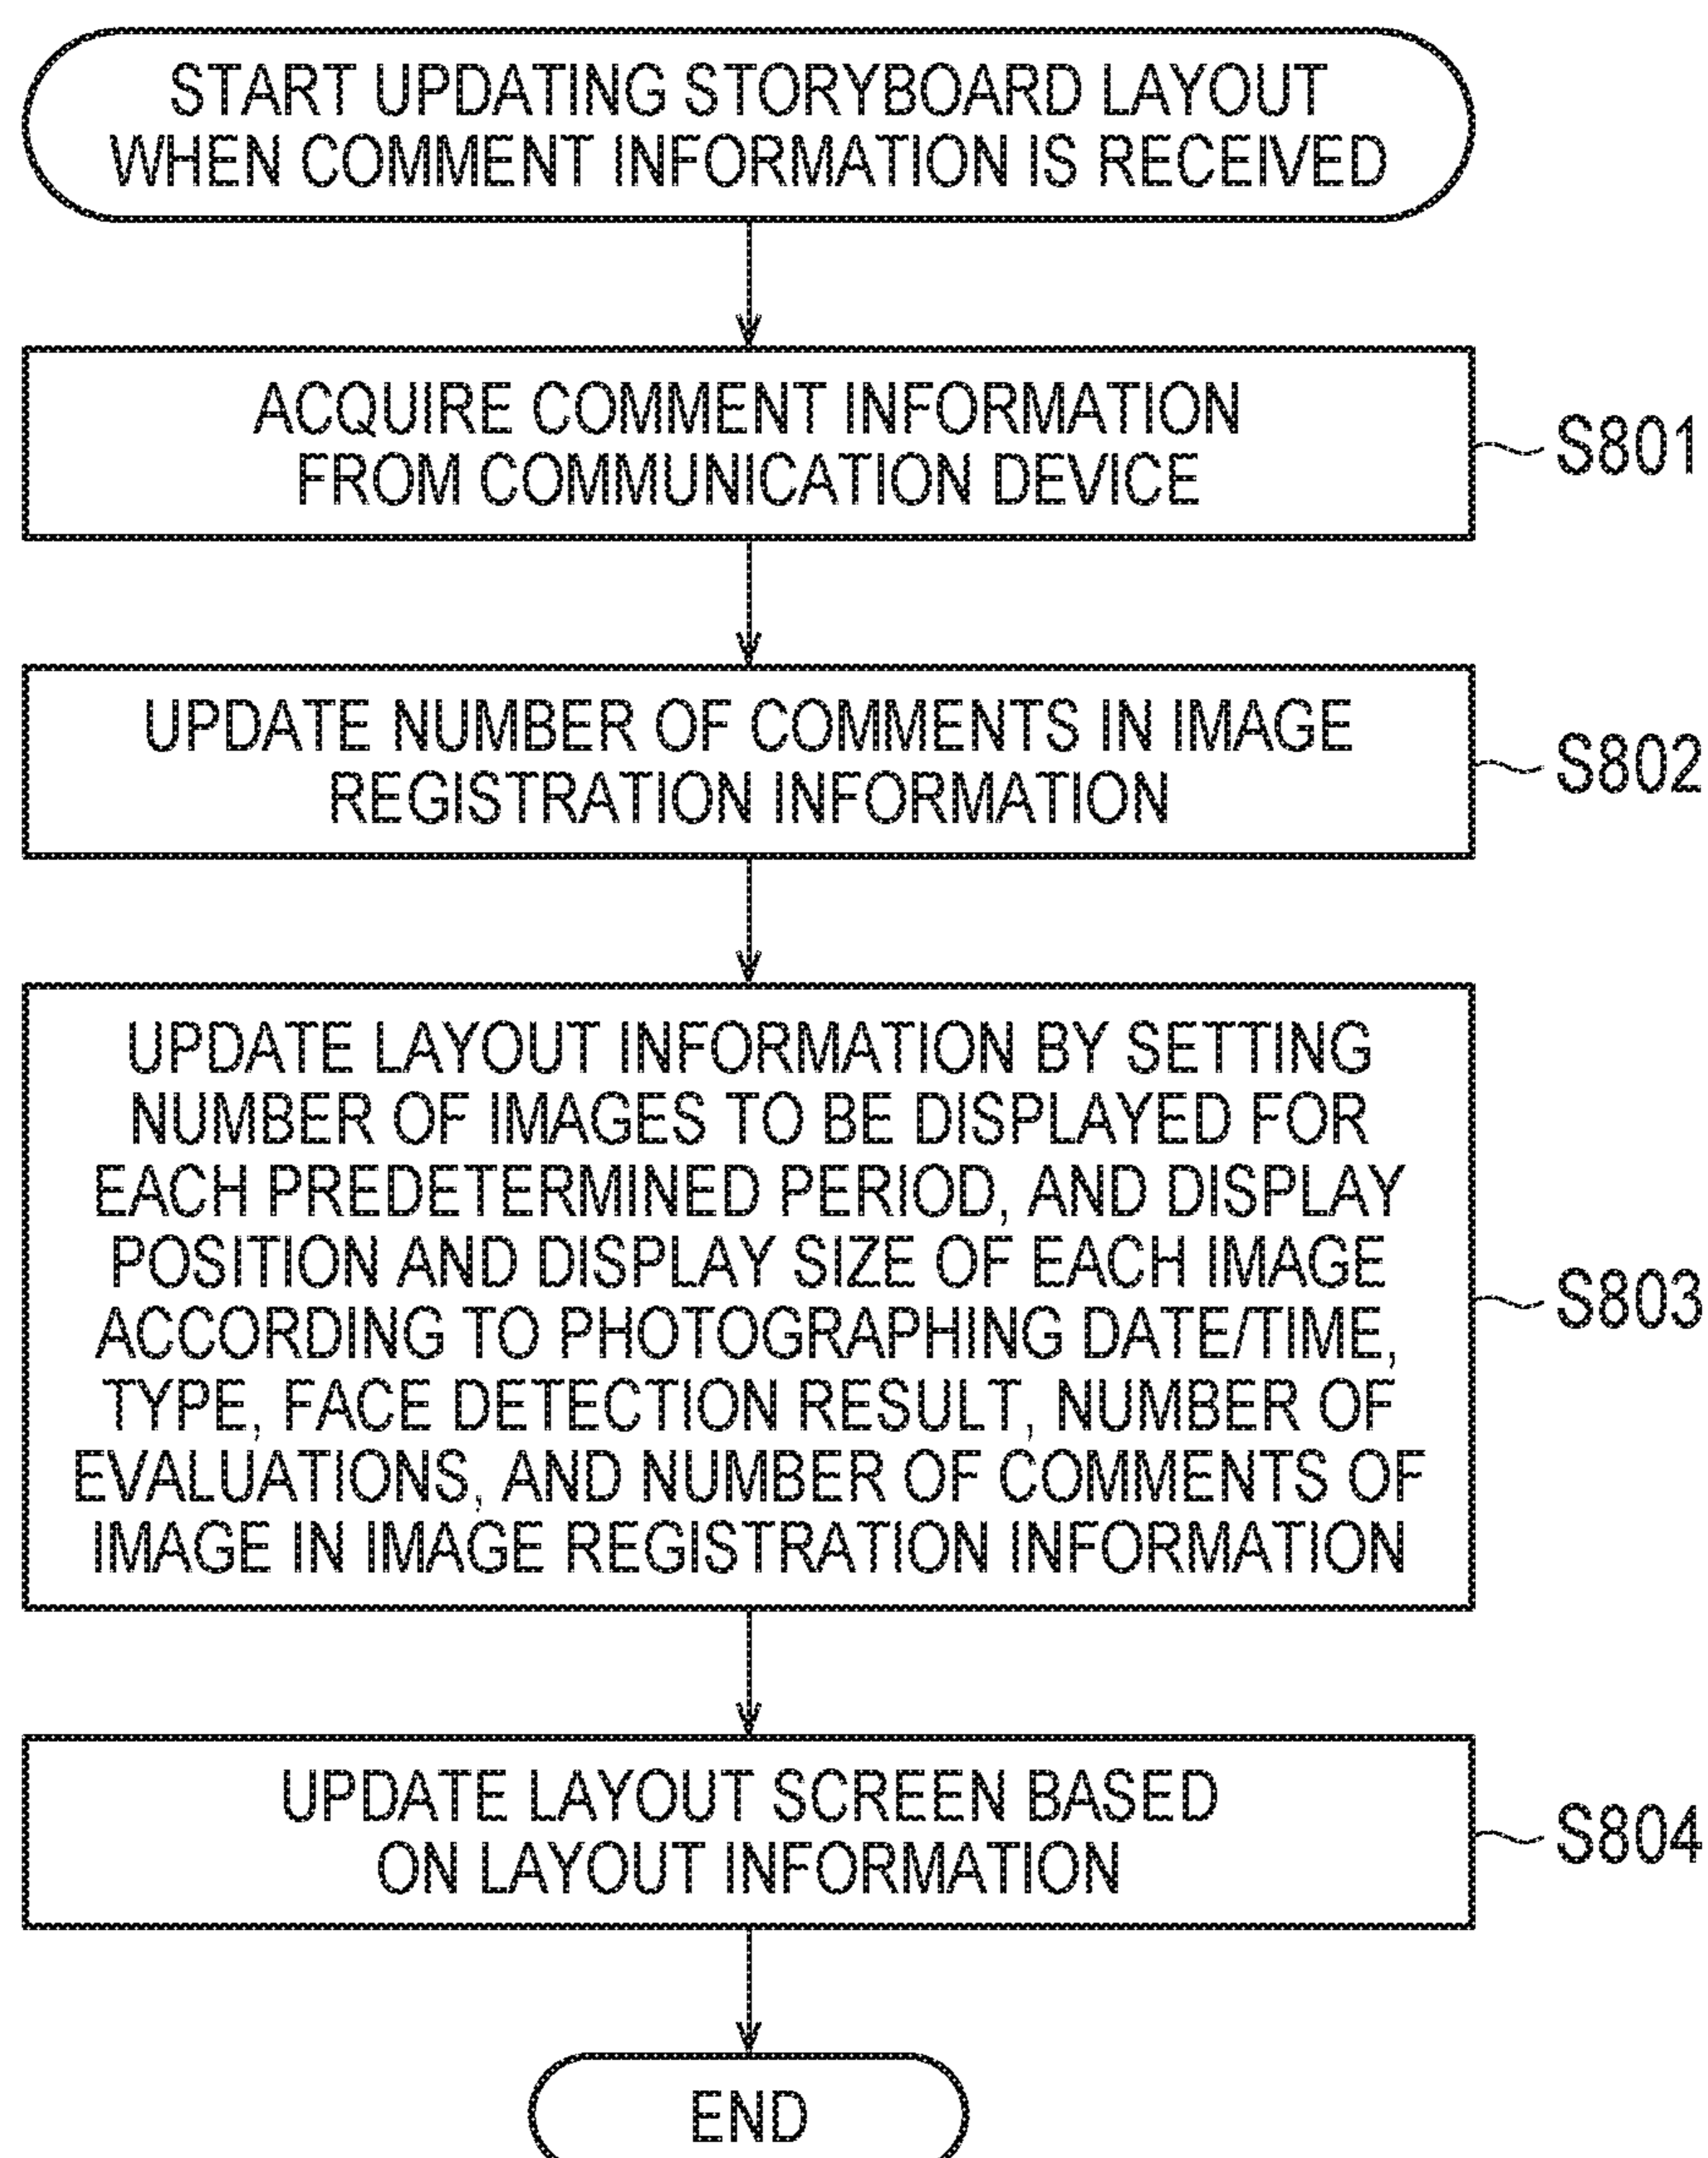 START UPDATING STORYBOARD LAYOUT
WHEN COMMENT INFORMATION IS RECEIVED
ACQUIRE COMMENT INFORMATION
FROM COMMUNICATION DEVICE
S801
UPDATE NUMBER OF COMMENTS IN IMAGE
REGISTRATION INFORMATION
S802
UPDATE LAYOUT INFORMATION BY SETTING
NUMBER OF IMAGES TO BE DISPLAYED FOR
EACH PREDETERMINED PERIOD, AND DISPLAY
POSITION AND DISPLAY SIZE OF EACH IMAGE
ACCORDING TO PHOTOGRAPHING DATE/TIME,
TYPE, FACE DETECTION RESULT, NUMBER OF
EVALUATIONS, AND NUMBER OF COMMENTS OF
IMAGE IN IMAGE REGISTRATION INFORMATION
S803
UPDATE LAYOUT SCREEN BASED
ON LAYOUT INFORMATION
S804
END